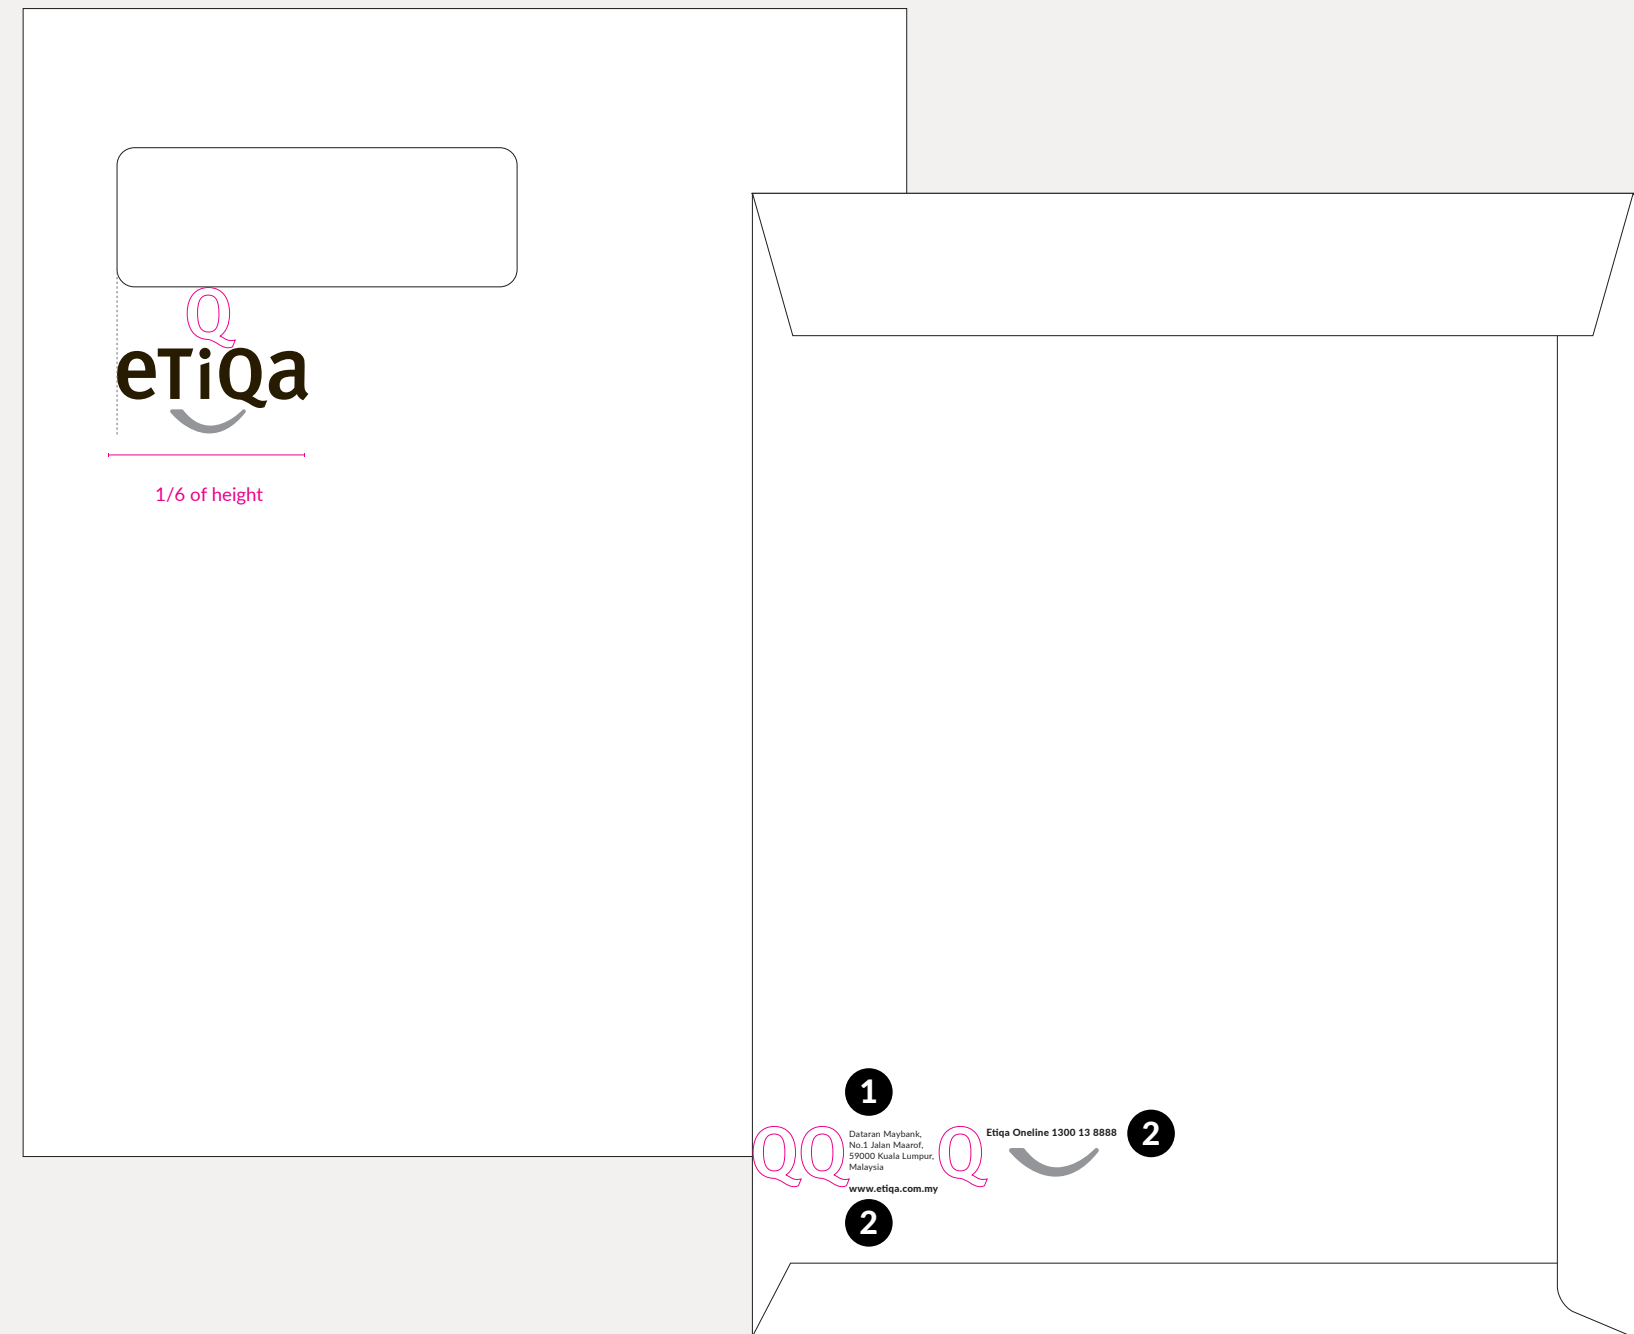 Q
eTiQa
1/6 of height
1
QQ
Dataran Maybank,
No.1 Jalan Maarof,
59000 Kuala Lumpur,
Malaysia
www.etiqa.com.my
2
Q
Etiqa Oneline 1300 13 8888
2